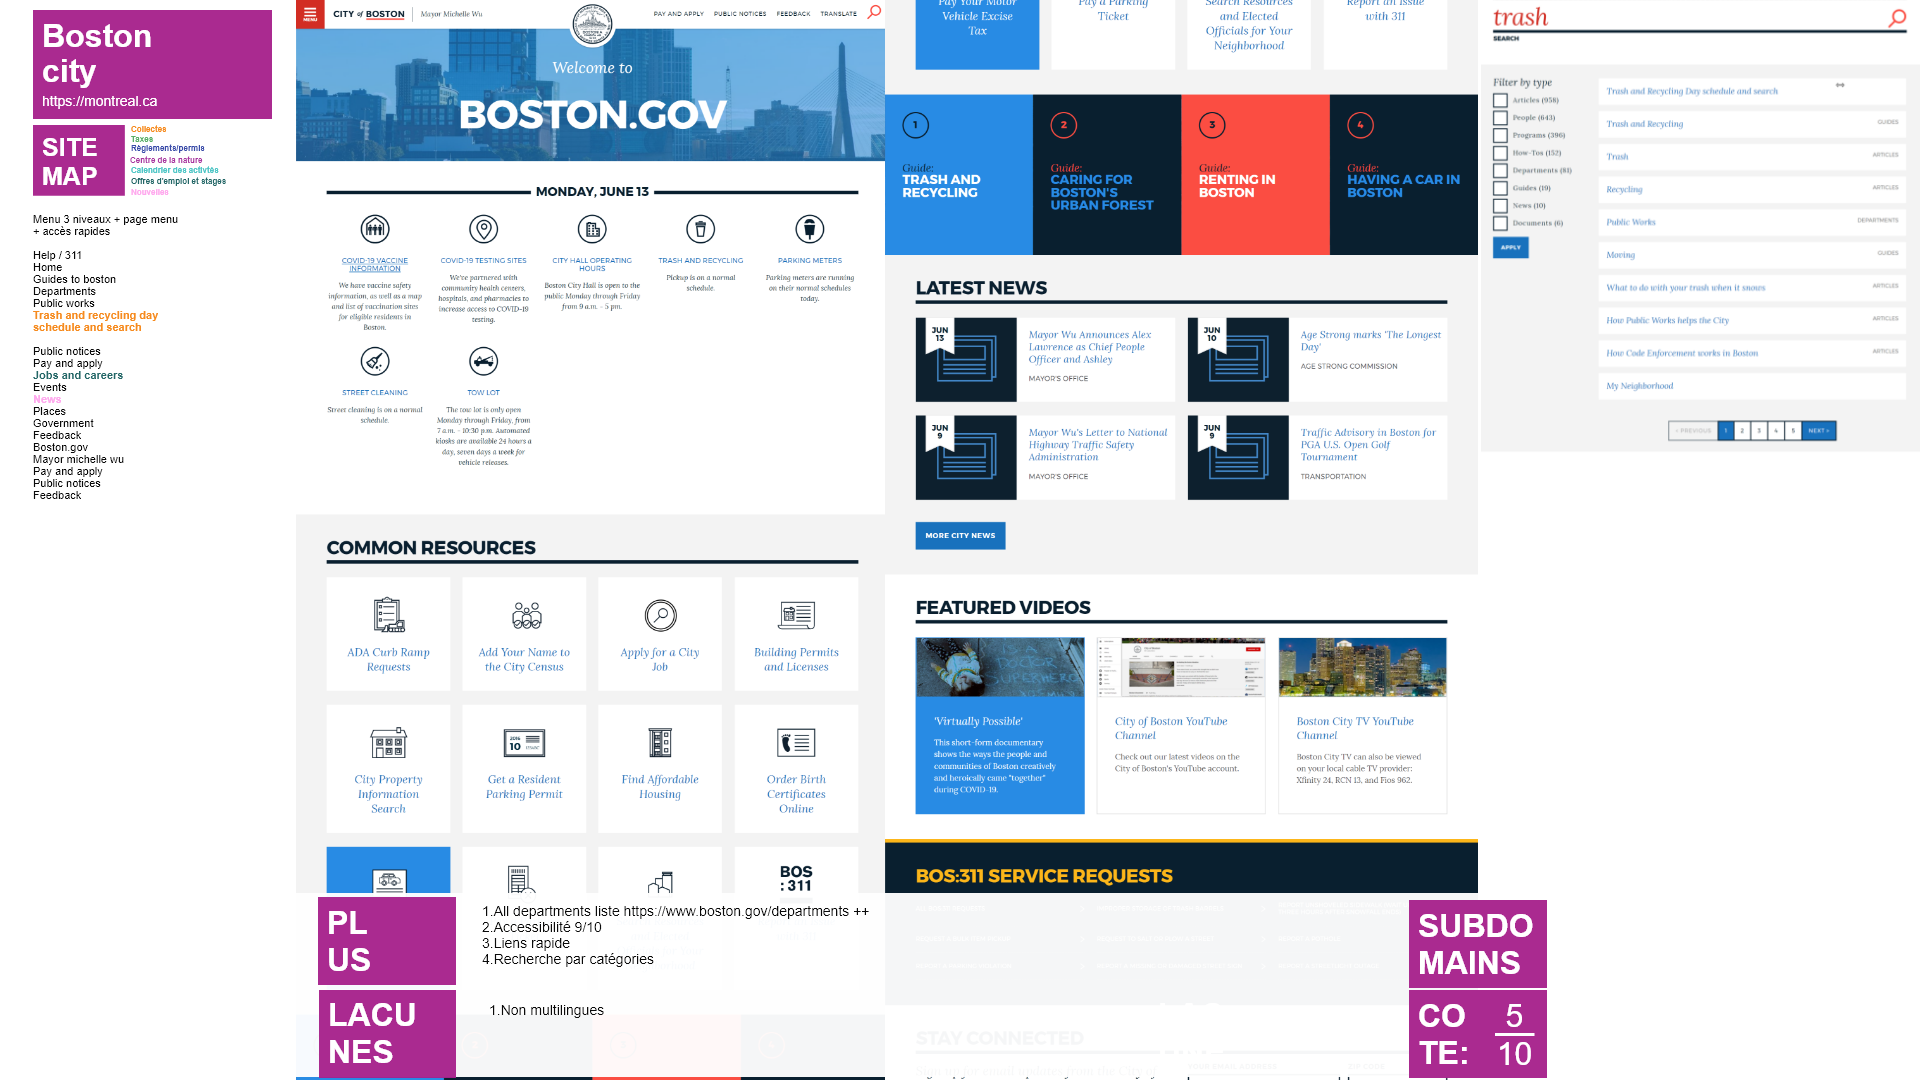 Boston
city
https://montreal.ca
SITE
MAP
Collectes
Taxes
Règlements/permis
Centre de la nature
Calendrier des activités
Offres d'emploi et stages
Nouvelles
Menu 3 niveaux + page menu
+ accès rapides
Help / 311
Home
Guides to boston
Departments
Public works
Trash and recycling day
schedule and search
Public notices
Pay and apply
Jobs and careers
Events
News
Places
Government
Feedback
Boston.gov
Mayor michelle wu
Pay and apply
Public notices
Feedback
MENU
CITY of BOSTON
Mayor Michelle Wu
PAY AND APPLY PUBLIC NOTICES FEEDBACK TRANSLATE
Welcome to
BOSTON.GOV
MONDAY, JUNE 13
COVID-19 VACCINE
INFORMATION
We have vaccine safety
information, as well as a map
and list of vaccination sites
for eligible residents in
Boston.
COVID-19 TESTING SITES
We've partnered with
community health centers,
hospitals, and pharmacies to
increase access to COVID-19
testing.
CITY HALL OPERATING
HOURS
Boston City Hall is open to the
public Monday through Friday
from 9 a.m. - 5 pm.
TRASH AND RECYCLING
Pickup is on a normal
schedule.
PARKING METERS
Parking meters are running
on their normal schedules
today.
STREET CLEANING
Street cleaning is on a normal
schedule.
TOW LOT
The tow lot is only open
Monday through Friday, from
7 a.m. - 10:30 p.m. Automated
kiosks are available 24 hours a
day, seven days a week for
vehicle releases.
COMMON RESOURCES
ADA Curb Ramp
Requests
Add Your Name to
the City Census
Apply for a City
Job
Building Permits
and Licenses
City Property
Information
Search
Get a Resident
Parking Permit
Find Affordable
Housing
Order Birth
Certificates
Online
BOS
:311
Pay Your Motor
Vehicle Excise
Tax
Pay a Parking
Ticket
Search Resources
and Elected
Officials for Your
Neighborhood
Report an Issue
with 311
1
Guide:
TRASH AND
RECYCLING
2
Guide:
CARING FOR
BOSTON'S
URBAN FOREST
3
Guide:
RENTING IN
BOSTON
4
Guide:
HAVING A CAR IN
BOSTON
LATEST NEWS
JUN
13
Mayor Wu Announces Alex
Lawrence as Chief People
Officer and Ashley
MAYOR'S OFFICE
JUN
10
Age Strong marks 'The Longest
Day'
AGE STRONG COMMISSION
JUN
9
Mayor Wu's Letter to National
Highway Traffic Safety
Administration
MAYOR'S OFFICE
JUN
9
Traffic Advisory in Boston for
PGA U.S. Open Golf
Tournament
TRANSPORTATION
MORE CITY NEWS
FEATURED VIDEOS
'Virtually Possible'
This short-form documentary
shows the ways the people and
communities of Boston creatively
and heroically came "together"
during COVID-19.
City of Boston YouTube
Channel
Check out our latest videos on the
City of Boston's YouTube account.
Boston City TV YouTube
Channel
Boston City TV can also be viewed
on your local cable TV provider:
Xfinity 24, RCN 13, and Fios 962.
BOS:311 SERVICE REQUESTS
STAY CONNECTED
trash
SEARCH
Filter by type
Articles (958)
People (643)
Programs (396)
How-Tos (152)
Departments (81)
Guides (19)
News (10)
Documents (6)
APPLY
Trash and Recycling Day schedule and search
Trash and Recycling
GUIDES
Trash
ARTICLES
Recycling
ARTICLES
Public Works
DEPARTMENTS
Moving
GUIDES
What to do with your trash when it snows
ARTICLES
How Public Works helps the City
ARTICLES
How Code Enforcement works in Boston
ARTICLES
My Neighborhood
< PREVIOUS 1 2 3 4 5 NEXT >
PL
US
1.All departments liste https://www.boston.gov/departments ++
2.Accessibilité 9/10
3.Liens rapide
4.Recherche par catégories
LACU
NES
1.Non multilingues
SUBDO
MAINS
CO
TE:
5
10